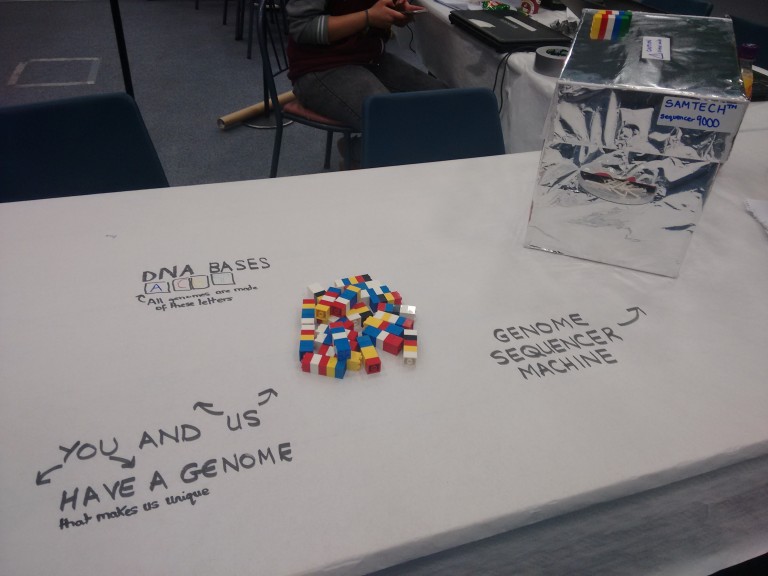 SAMTECH™
sequencer 9000
DNA BASES
A C
All genomes are made
of these letters
GENOME
SEQUENCER
MACHINE
YOU AND US
HAVE A GENOME
that makes us unique